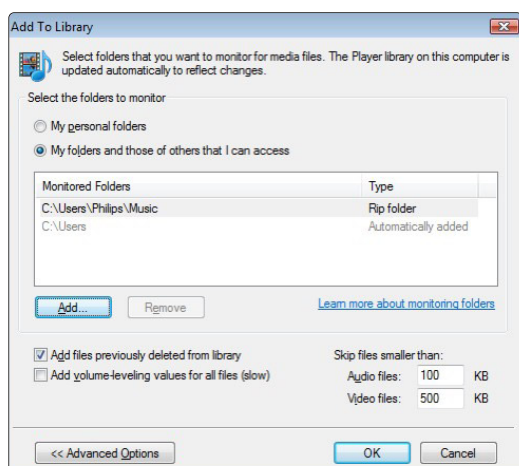 Add To Library
Select folders that you want to monitor for media files. The Player library on this computer is
updated automatically to reflect changes.
Select the folders to monitor
My personal folders
My folders and those of others that I can access
Monitored Folders Type
C:\Users\Philips\Music Rip folder
C:\Users Automatically added
Add... Remove Learn more about monitoring folders
Add files previously deleted from library Skip files smaller than:
Add volume-leveling values for all files (slow) Audio files: 100 KB
Video files: 500 KB
<< Advanced Options OK Cancel